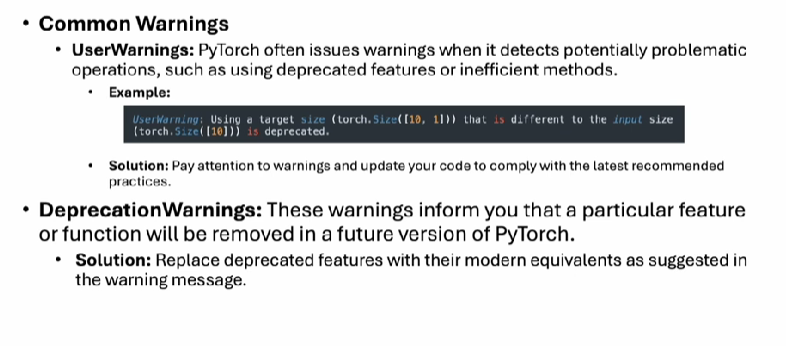 • Common Warnings
• UserWarnings: PyTorch often issues warnings when it detects potentially problematic
operations, such as using deprecated features or inefficient methods.
• Example:
UserWarning: Using a target size (torch.Size([10, 1])) that is different to the input size
(torch.Size([10])) is deprecated.
• Solution: Pay attention to warnings and update your code to comply with the latest recommended
practices.
• DeprecationWarnings: These warnings inform you that a particular feature
or function will be removed in a future version of PyTorch.
• Solution: Replace deprecated features with their modern equivalents as suggested in
the warning message.